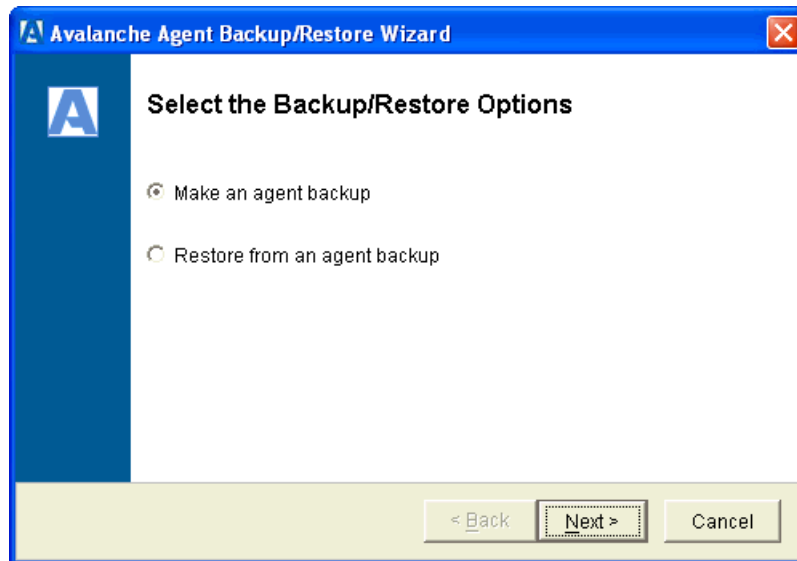 Avalanche Agent Backup/Restore Wizard
A
Select the Backup/Restore Options
Make an agent backup
Restore from an agent backup
< Back Next > Cancel